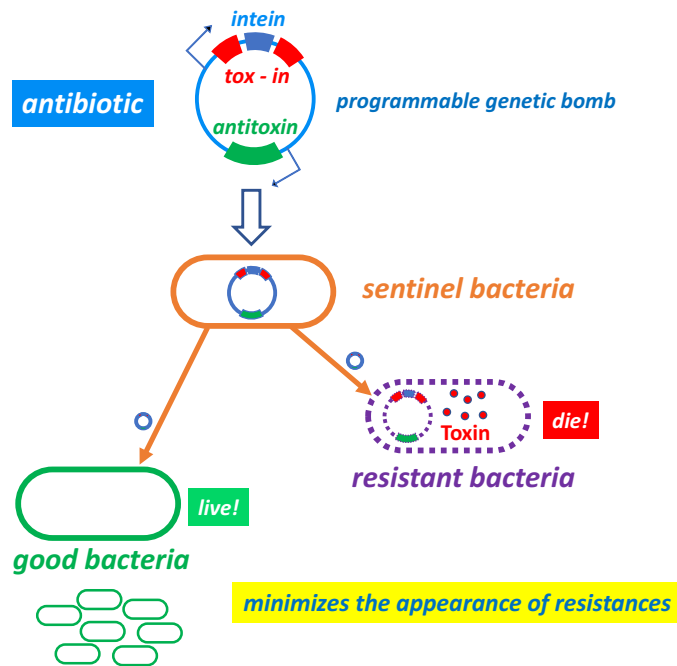 intein
tox - in
antibiotic
programmable genetic bomb
antitoxin
sentinel bacteria
Toxin
die!
resistant bacteria
live!
good bacteria
minimizes the appearance of resistances